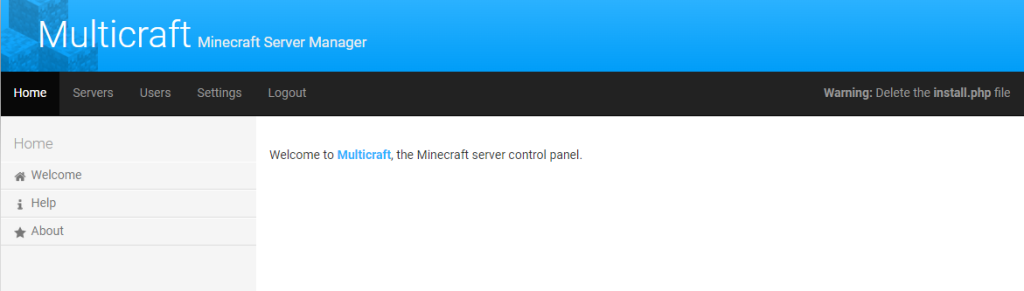 Multicraft Minecraft Server Manager
Home Servers Users Settings Logout Warning: Delete the install.php file
Home
Welcome
Help
About
Welcome to Multicraft, the Minecraft server control panel.